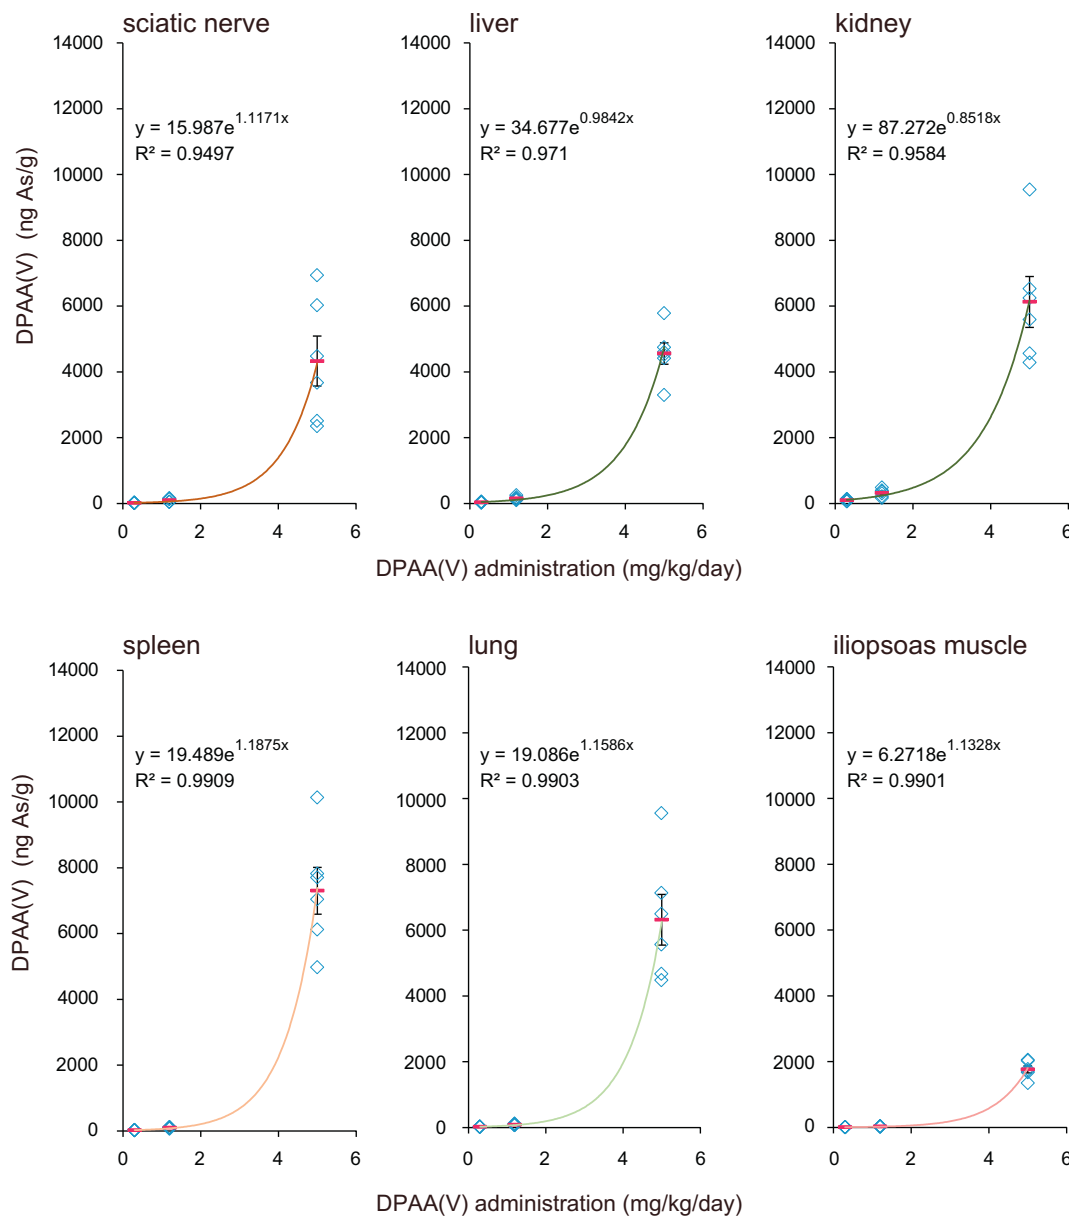 sciatic nerve
14000
12000
10000
8000
6000
4000
2000
0
0 2 4 6
y = 15.987e^1.1171x
R² = 0.9497
liver
14000
12000
10000
8000
6000
4000
2000
0
0 2 4 6
y = 34.677e^0.9842x
R² = 0.971
kidney
14000
12000
10000
8000
6000
4000
2000
0
0 2 4 6
y = 87.272e^0.8518x
R² = 0.9584
DPAA(V) (ng As/g)
DPAA(V) administration (mg/kg/day)
spleen
14000
12000
10000
8000
6000
4000
2000
0
0 2 4 6
y = 19.489e^1.1875x
R² = 0.9909
lung
14000
12000
10000
8000
6000
4000
2000
0
0 2 4 6
y = 19.086e^1.1586x
R² = 0.9903
iliopsoas muscle
14000
12000
10000
8000
6000
4000
2000
0
0 2 4 6
y = 6.2718e^1.1328x
R² = 0.9901
DPAA(V) (ng As/g)
DPAA(V) administration (mg/kg/day)